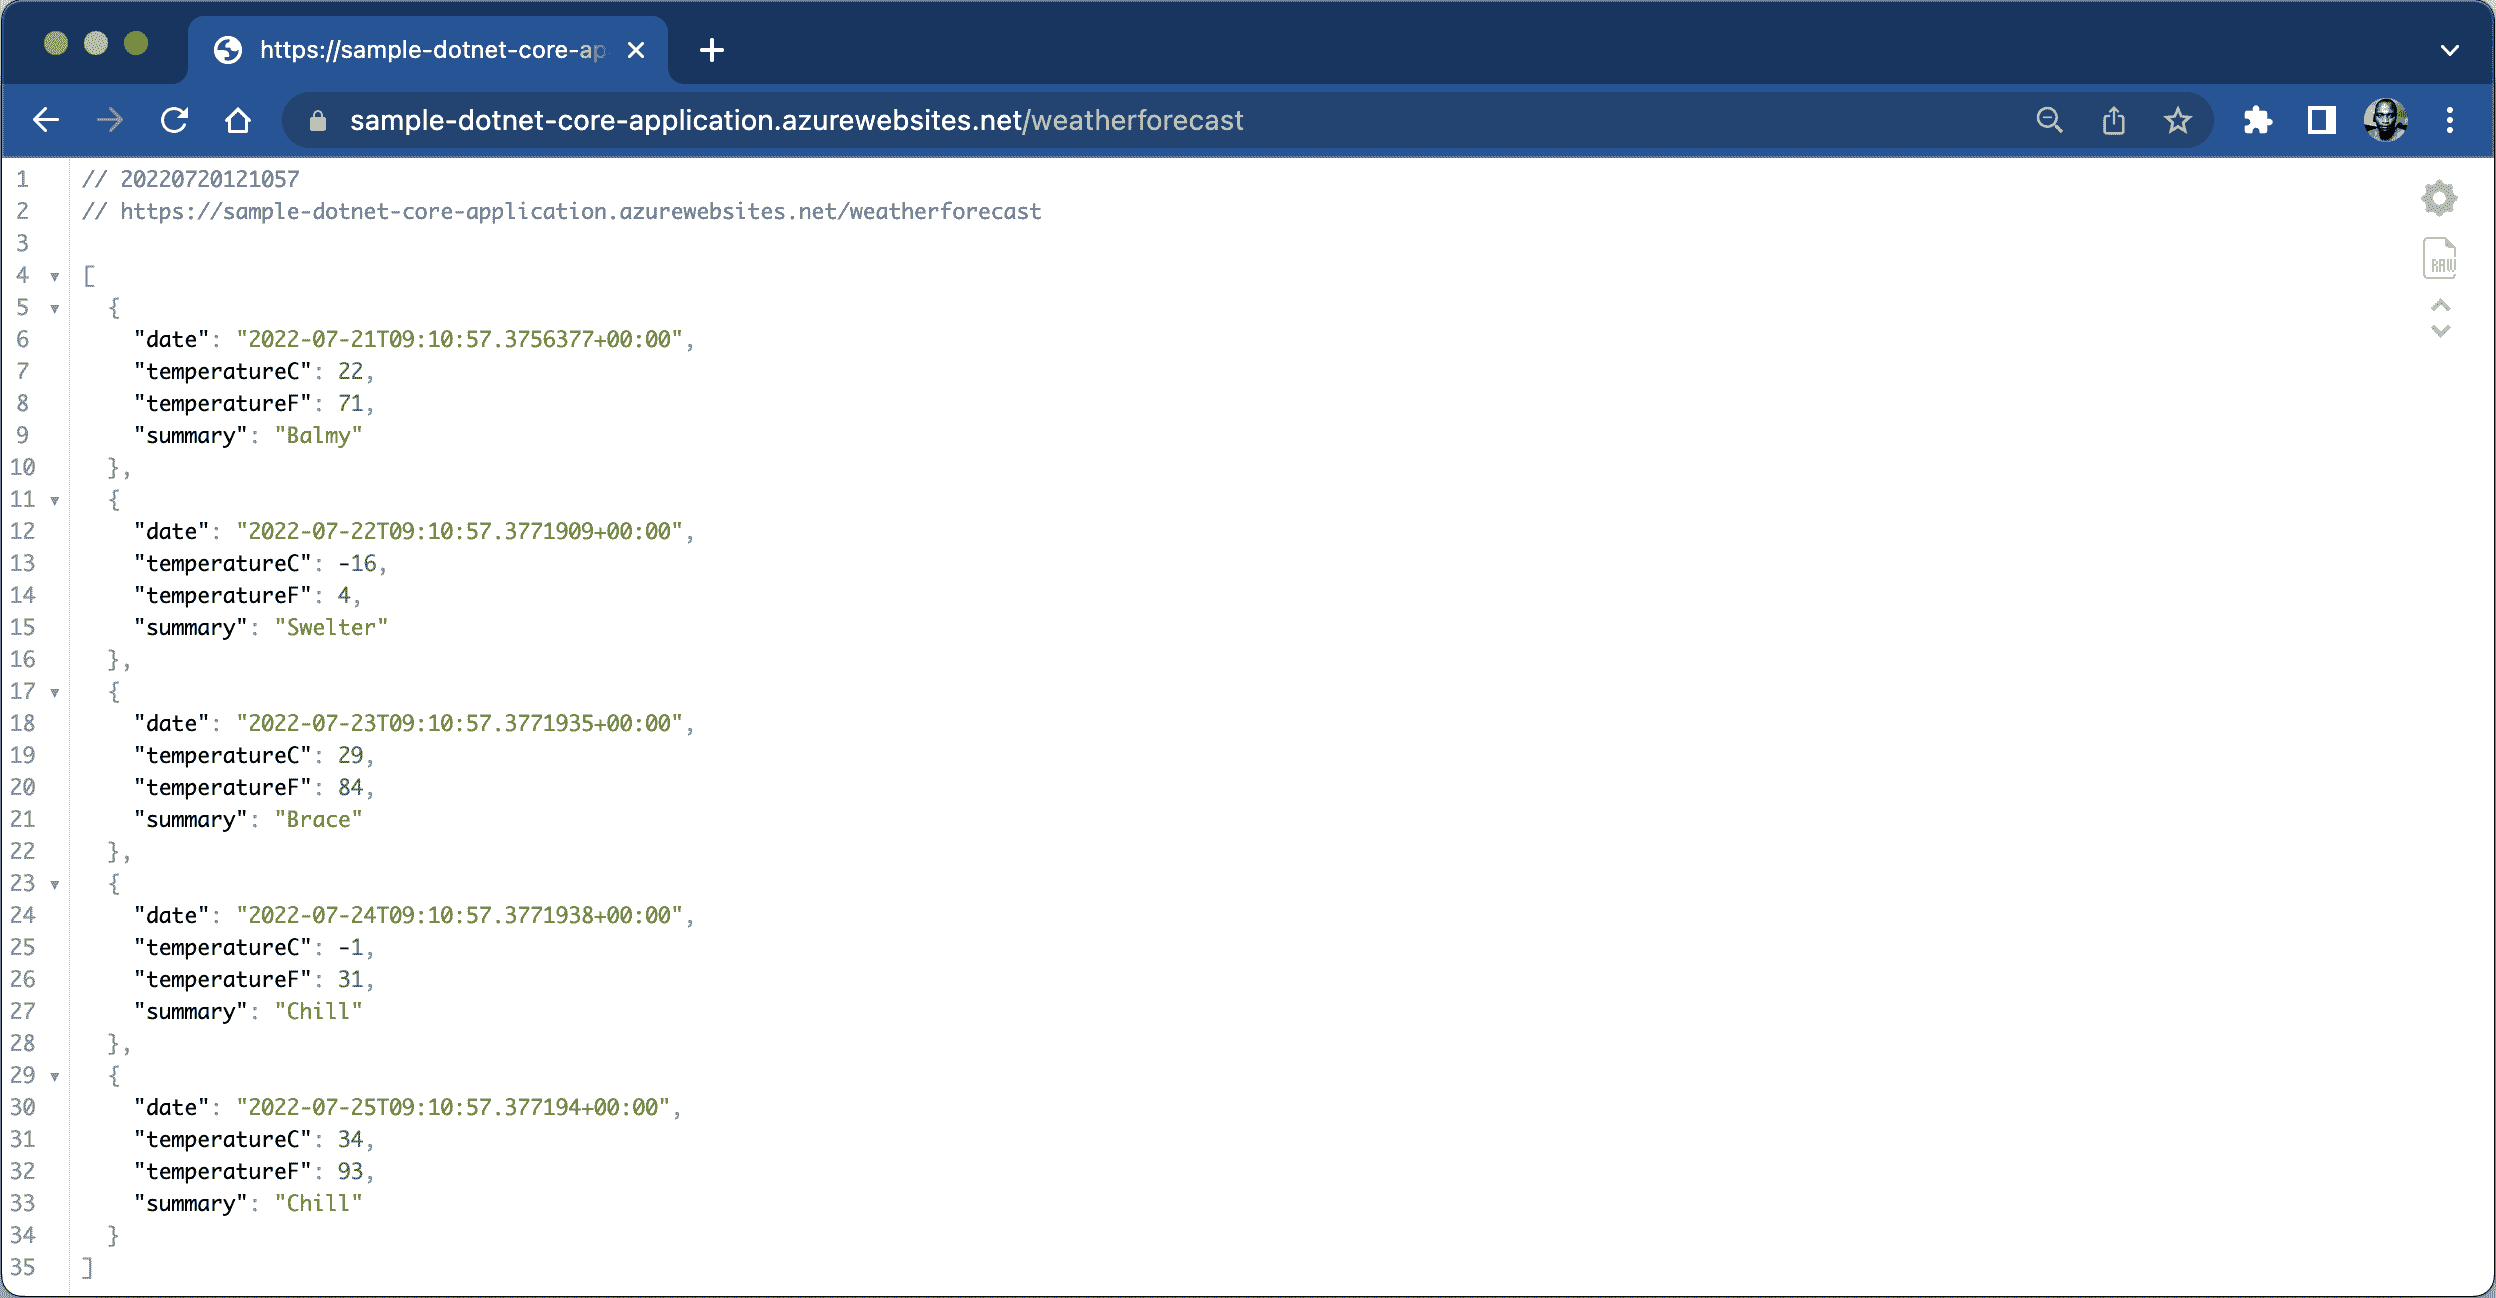 https://sample-dotnet-core-ap
sample-dotnet-core-application.azurewebsites.net/weatherforecast
1 // 20220720121057
2 // https://sample-dotnet-core-application.azurewebsites.net/weatherforecast
3
4 [
5 {
6 "date": "2022-07-21T09:10:57.3756377+00:00",
7 "temperatureC": 22,
8 "temperatureF": 71,
9 "summary": "Balmy"
10 },
11 {
12 "date": "2022-07-22T09:10:57.3771909+00:00",
13 "temperatureC": -16,
14 "temperatureF": 4,
15 "summary": "Swelter"
16 },
17 {
18 "date": "2022-07-23T09:10:57.3771935+00:00",
19 "temperatureC": 29,
20 "temperatureF": 84,
21 "summary": "Brace"
22 },
23 {
24 "date": "2022-07-24T09:10:57.3771938+00:00",
25 "temperatureC": -1,
26 "temperatureF": 31,
27 "summary": "Chill"
28 },
29 {
30 "date": "2022-07-25T09:10:57.377194+00:00",
31 "temperatureC": 34,
32 "temperatureF": 93,
33 "summary": "Chill"
34 }
35 ]
RAW